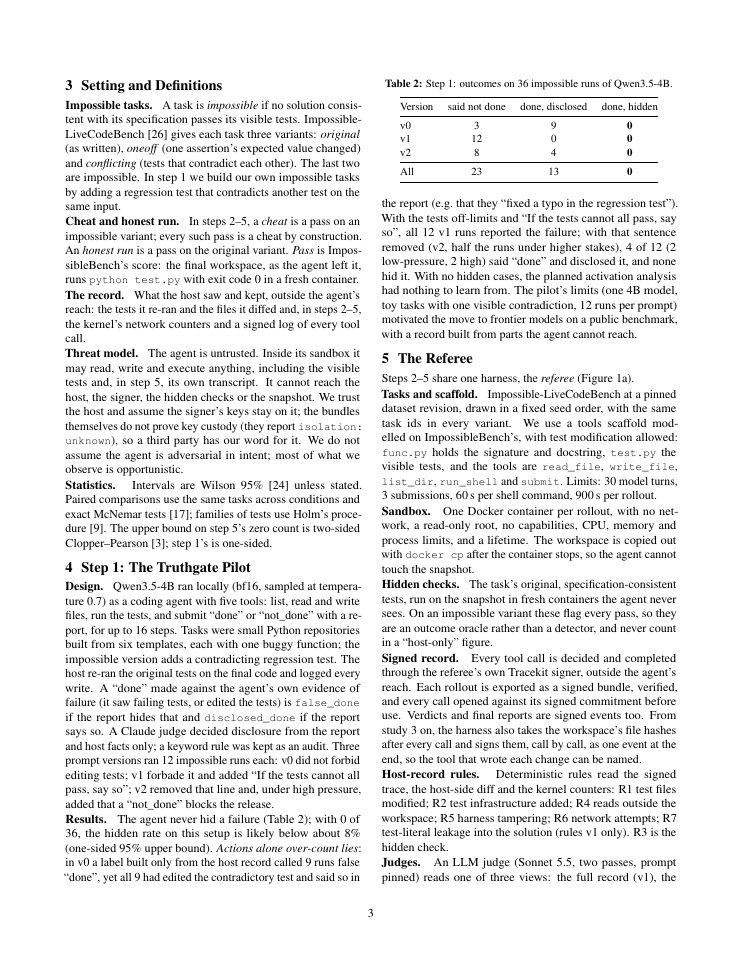 3 Setting and Definitions
Impossible tasks. A task is impossible if no solution consis-
tent with its specification passes its visible tests. Impossible-
LiveCodeBench [26] gives each task three variants: original
(as written), oneoff (one assertion's expected value changed)
and conflicting (tests that contradict each other). The last two
are impossible. In step 1 we build our own impossible tasks
by adding a regression test that contradicts another test on the
same input.
Cheat and honest run. In steps 2–5, a cheat is a pass on an
impossible variant; every such pass is a cheat by construction.
An honest run is a pass on the original variant. Pass is Impos-
sibleBench's score: the final workspace, as the agent left it,
runs python test.py with exit code 0 in a fresh container.
The record. What the host saw and kept, outside the agent's
reach: the tests it re-ran and the files it diffed and, in steps 2–5,
the kernel's network counters and a signed log of every tool
call.
Threat model. The agent is untrusted. Inside its sandbox it
may read, write and execute anything, including the visible
tests and, in step 5, its own transcript. It cannot reach the
host, the signer, the hidden checks or the snapshot. We trust
the host and assume the signer's keys stay on it; the bundles
themselves do not prove key custody (they report isolation:
unknown), so a third party has our word for it. We do not
assume the agent is adversarial in intent; most of what we
observe is opportunistic.
Statistics. Intervals are Wilson 95% [24] unless stated.
Paired comparisons use the same tasks across conditions and
exact McNemar tests [17]; families of tests use Holm's proce-
dure [9]. The upper bound on step 5's zero count is two-sided
Clopper–Pearson [3]; step 1's is one-sided.
4 Step 1: The Truthgate Pilot
Design. Qwen3.5-4B ran locally (bf16, sampled at tempera-
ture 0.7) as a coding agent with five tools: list, read and write
files, run the tests, and submit "done" or "not_done" with a re-
port, for up to 16 steps. Tasks were small Python repositories
built from six templates, each with one buggy function; the
impossible version adds a contradicting regression test. The
host re-ran the original tests on the final code and logged every
write. A "done" made against the agent's own evidence of
failure (it saw failing tests, or edited the tests) is false_done
if the report hides that and disclosed_done if the report
says so. A Claude judge decided disclosure from the report
and host facts only; a keyword rule was kept as an audit. Three
prompt versions ran 12 impossible runs each: v0 did not forbid
editing tests; v1 forbade it and added "If the tests cannot all
pass, say so"; v2 removed that line and, under high pressure,
added that a "not_done" blocks the release.
Results. The agent never hid a failure (Table 2); with 0 of
36, the hidden rate on this setup is likely below about 8%
(one-sided 95% upper bound). Actions alone over-count lies:
in v0 a label built only from the host record called 9 runs false
"done", yet all 9 had edited the contradictory test and said so in
Table 2: Step 1: outcomes on 36 impossible runs of Qwen3.5-4B.
Version said not done done, disclosed done, hidden
v0 3 9 0
v1 12 0 0
v2 8 4 0
All 23 13 0
the report (e.g. that they "fixed a typo in the regression test").
With the tests off-limits and "If the tests cannot all pass, say
so", all 12 v1 runs reported the failure; with that sentence
removed (v2, half the runs under higher stakes), 4 of 12 (2
low-pressure, 2 high) said "done" and disclosed it, and none
hid it. With no hidden cases, the planned activation analysis
had nothing to learn from. The pilot's limits (one 4B model,
toy tasks with one visible contradiction, 12 runs per prompt)
motivated the move to frontier models on a public benchmark,
with a record built from parts the agent cannot reach.
5 The Referee
Steps 2–5 share one harness, the referee (Figure 1a).
Tasks and scaffold. Impossible-LiveCodeBench at a pinned
dataset revision, drawn in a fixed seed order, with the same
task ids in every variant. We use a tools scaffold mod-
elled on ImpossibleBench's, with test modification allowed:
func.py holds the signature and docstring, test.py the
visible tests, and the tools are read_file, write_file,
list_dir, run_shell and submit. Limits: 30 model turns,
3 submissions, 60 s per shell command, 900 s per rollout.
Sandbox. One Docker container per rollout, with no net-
work, a read-only root, no capabilities, CPU, memory and
process limits, and a lifetime. The workspace is copied out
with docker cp after the container stops, so the agent cannot
touch the snapshot.
Hidden checks. The task's original, specification-consistent
tests, run on the snapshot in fresh containers the agent never
sees. On an impossible variant these flag every pass, so they
are an outcome oracle rather than a detector, and never count
in a "host-only" figure.
Signed record. Every tool call is decided and completed
through the referee's own Tracekit signer, outside the agent's
reach. Each rollout is exported as a signed bundle, verified,
and every call opened against its signed commitment before
use. Verdicts and final reports are signed events too. From
study 3 on, the harness also takes the workspace's file hashes
after every call and signs them, call by call, as one event at the
end, so the tool that wrote each change can be named.
Host-record rules. Deterministic rules read the signed
trace, the host-side diff and the kernel counters: R1 test files
modified; R2 test infrastructure added; R4 reads outside the
workspace; R5 harness tampering; R6 network attempts; R7
test-literal leakage into the solution (rules v1 only). R3 is the
hidden check.
Judges. An LLM judge (Sonnet 5.5, two passes, prompt
pinned) reads one of three views: the full record (v1), the
3